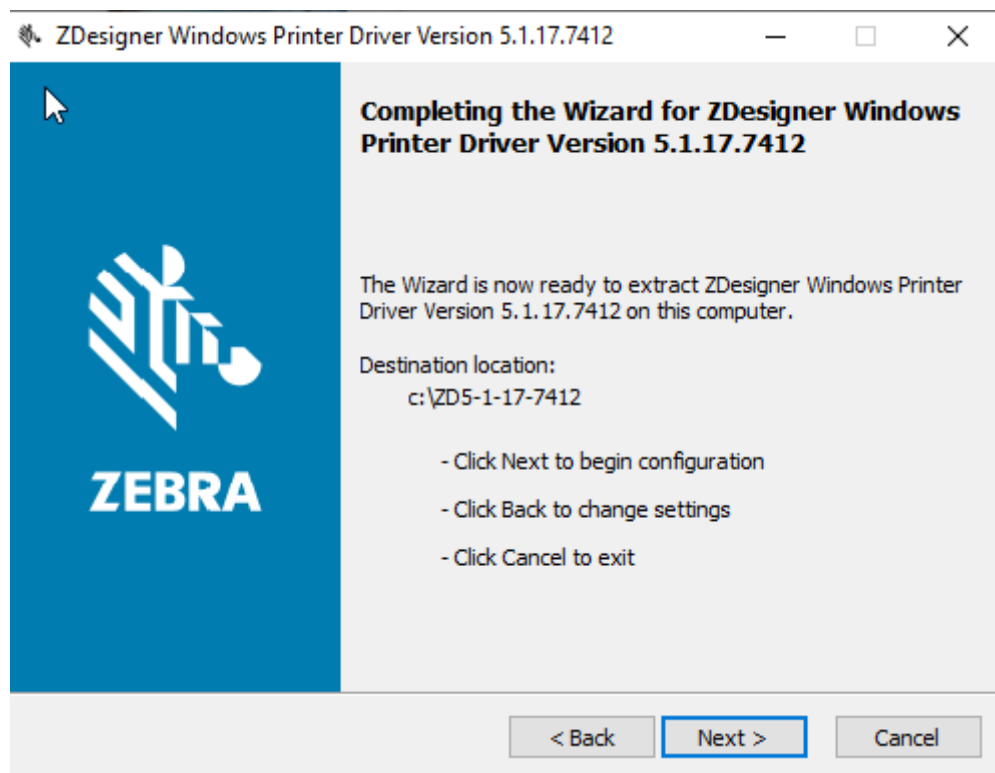 ZDesigner Windows Printer Driver Version 5.1.17.7412
Completing the Wizard for ZDesigner Windows
Printer Driver Version 5.1.17.7412
The Wizard is now ready to extract ZDesigner Windows Printer
Driver Version 5.1.17.7412 on this computer.
Destination location:
c:\ZD5-1-17-7412
- Click Next to begin configuration
- Click Back to change settings
- Click Cancel to exit
ZEBRA
< Back
Next >
Cancel